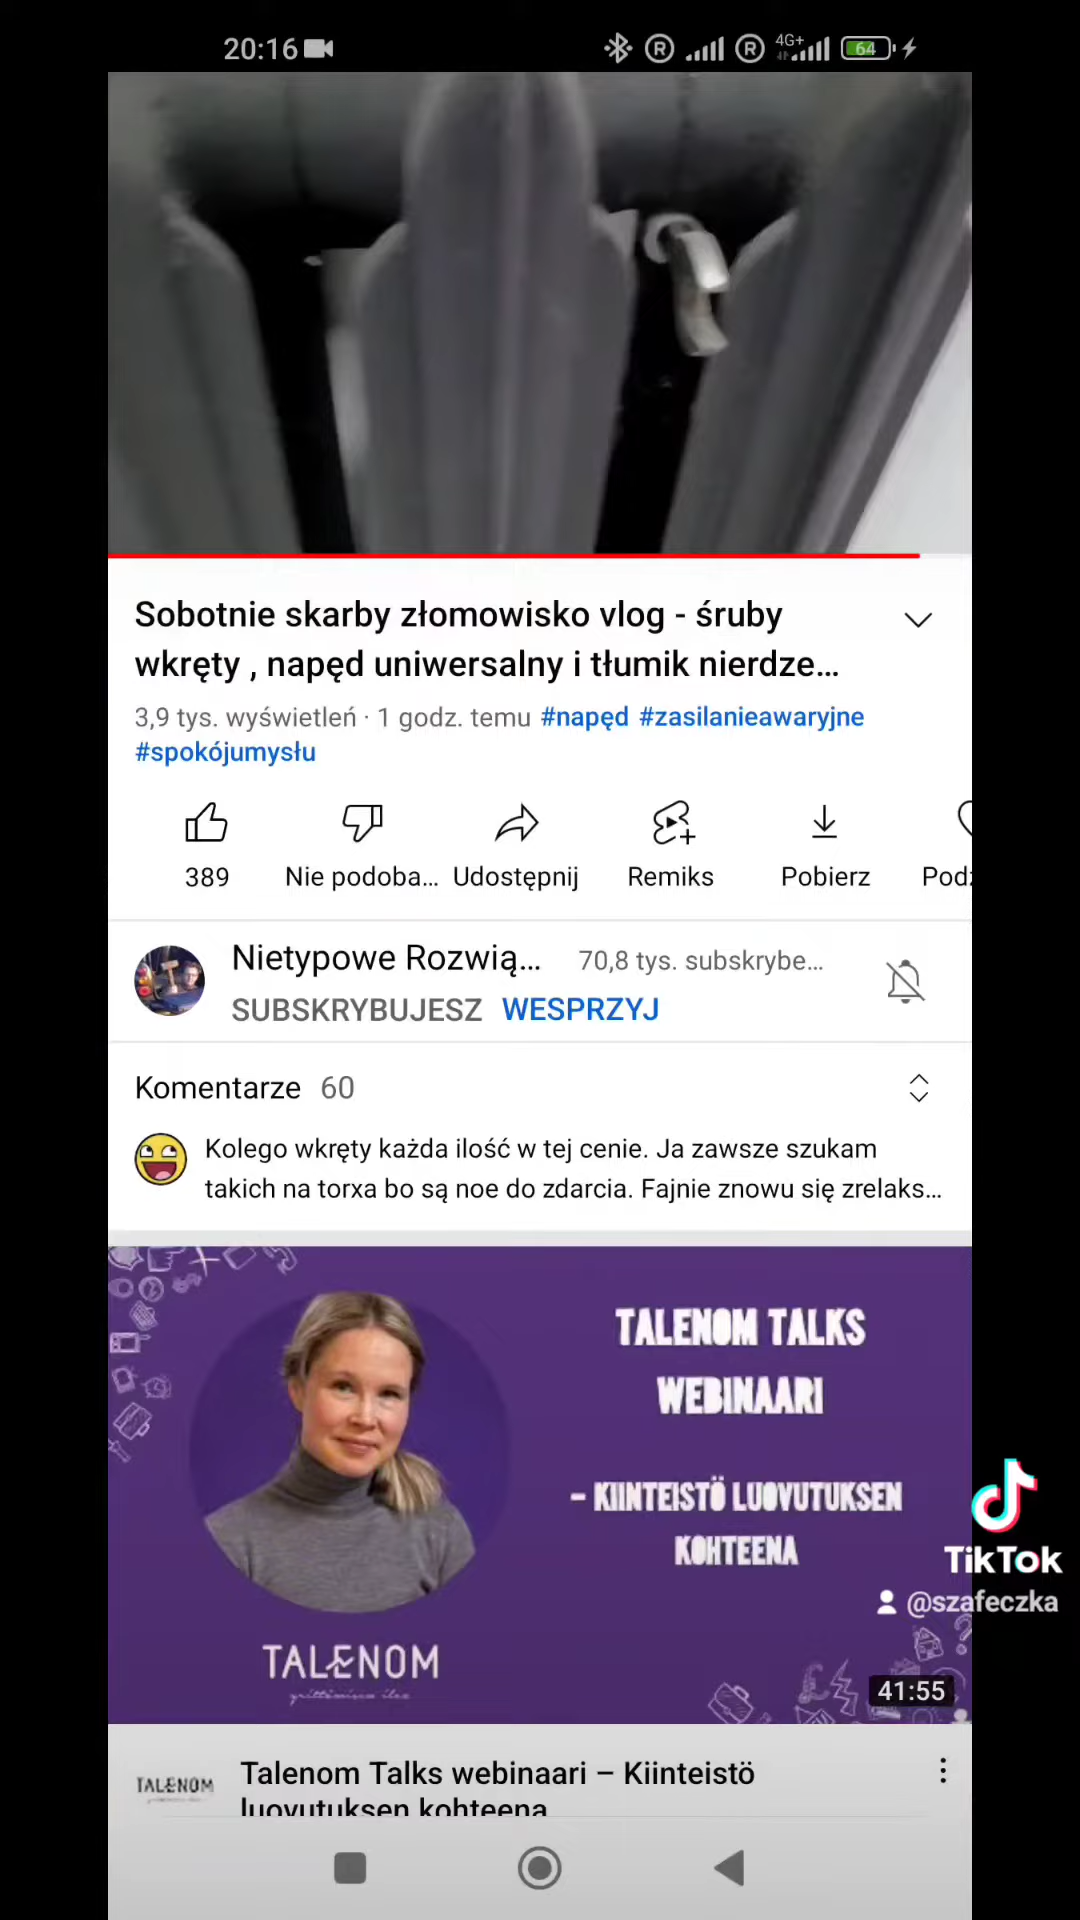 20:16
4G+
64
Sobotnie skarby złomowisko vlog - śruby
wkręty , napęd uniwersalny i tłumik nierdze...
3,9 tys. wyświetleń · 1 godz. temu #napęd #zasilanieawaryjne
#spokójumysłu
389
Nie podoba...
Udostępnij
Remiks
Pobierz
Podz
Nietypowe Rozwią... 70,8 tys. subskrybe...
SUBSKRYBUJESZ WESPRZYJ
Komentarze 60
Kolego wkręty każda ilość w tej cenie. Ja zawsze szukam
takich na torxa bo są noe do zdarcia. Fajnie znowu się zrelaks...
TALENOM TALKS
WEBINAARI
– KIINTEISTÖ LUOVUTUKSEN
KOHTEENA
TikTok
@szafeczka
TALENOM
41:55
TALENOM
Talenom Talks webinaari – Kiinteistö
luovutuksen kohteena